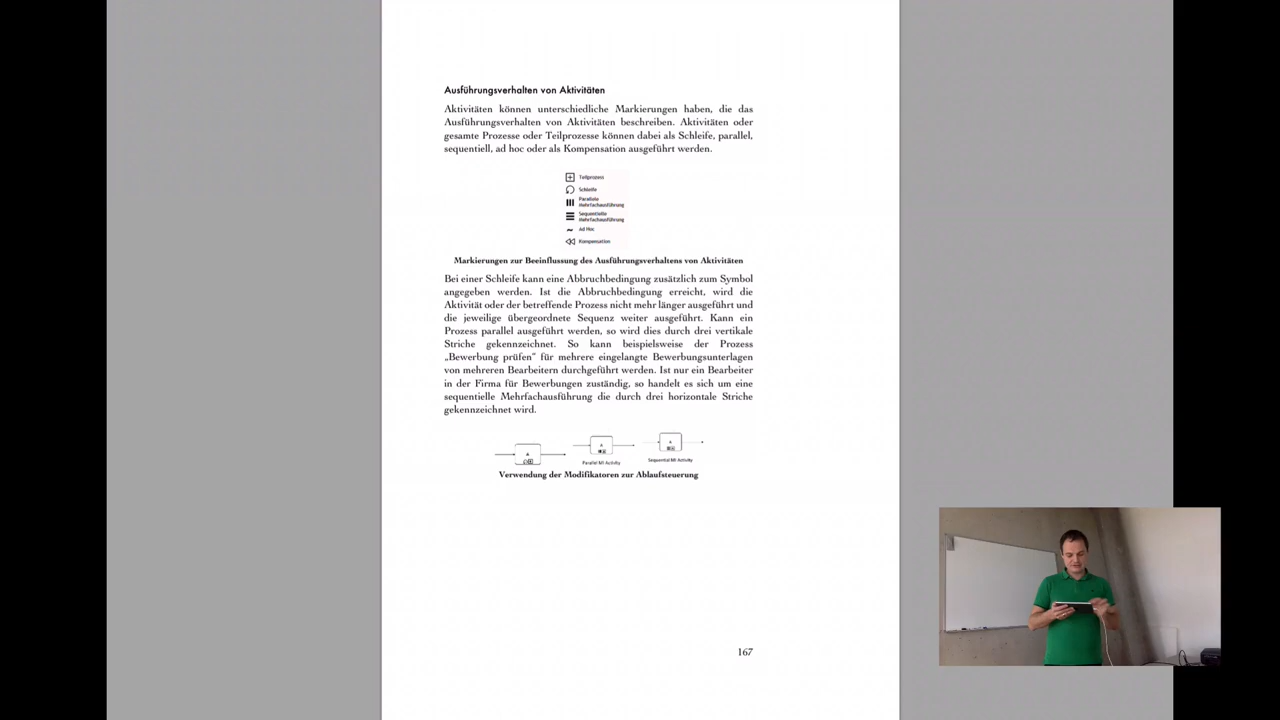 Ausführungsverhalten von Aktivitäten
Aktivitäten können unterschiedliche Markierungen haben, die das
Ausführungsverhalten von Aktivitäten beschreiben. Aktivitäten oder
gesamte Prozesse oder Teilprozesse können dabei als Schleife, parallel,
sequentiell, ad hoc oder als Kompensation ausgeführt werden.
Teilprozess
Schleife
Parallele
Mehrfachausführung
Sequentielle
Mehrfachausführung
Ad Hoc
Kompensation
Markierungen zur Beeinflussung des Ausführungsverhaltens von Aktivitäten
Bei einer Schleife kann eine Abbruchbedingung zusätzlich zum Symbol
angegeben werden. Ist die Abbruchbedingung erreicht, wird die
Aktivität oder der betreffende Prozess nicht mehr länger ausgeführt und
die jeweilige übergeordnete Sequenz weiter ausgeführt. Kann ein
Prozess parallel ausgeführt werden, so wird dies durch drei vertikale
Striche gekennzeichnet. So kann beispielsweise der Prozess
„Bewerbung prüfen“ für mehrere eingelangte Bewerbungsunterlagen
von mehreren Bearbeitern durchgeführt werden. Ist nur ein Bearbeiter
in der Firma für Bewerbungen zuständig, so handelt es sich um eine
sequentielle Mehrfachausführung die durch drei horizontale Striche
gekennzeichnet wird.
A
A
A
Parallel MI Activity
Sequential MI Activity
Verwendung der Modifikatoren zur Ablaufsteuerung
167